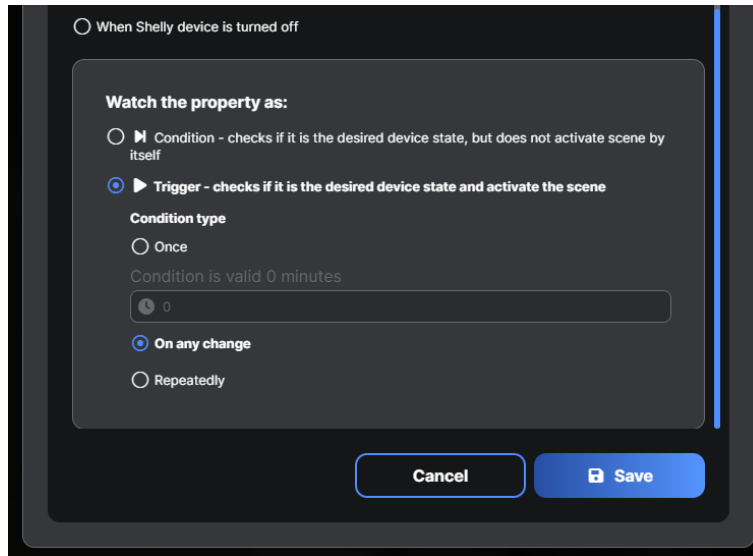 When Shelly device is turned off
Watch the property as:
Condition - checks if it is the desired device state, but does not activate scene by
itself
Trigger - checks if it is the desired device state and activate the scene
Condition type
Once
Condition is valid 0 minutes
0
On any change
Repeatedly
Cancel
Save